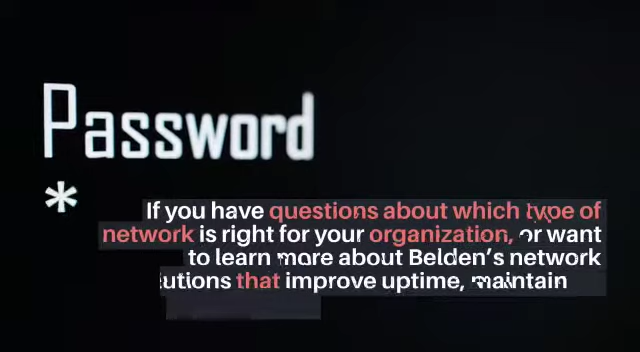 Password
*
If you have questions about which type of
network is right for your organization, or want
to learn more about Belden's network
utions that improve uptime, maintain